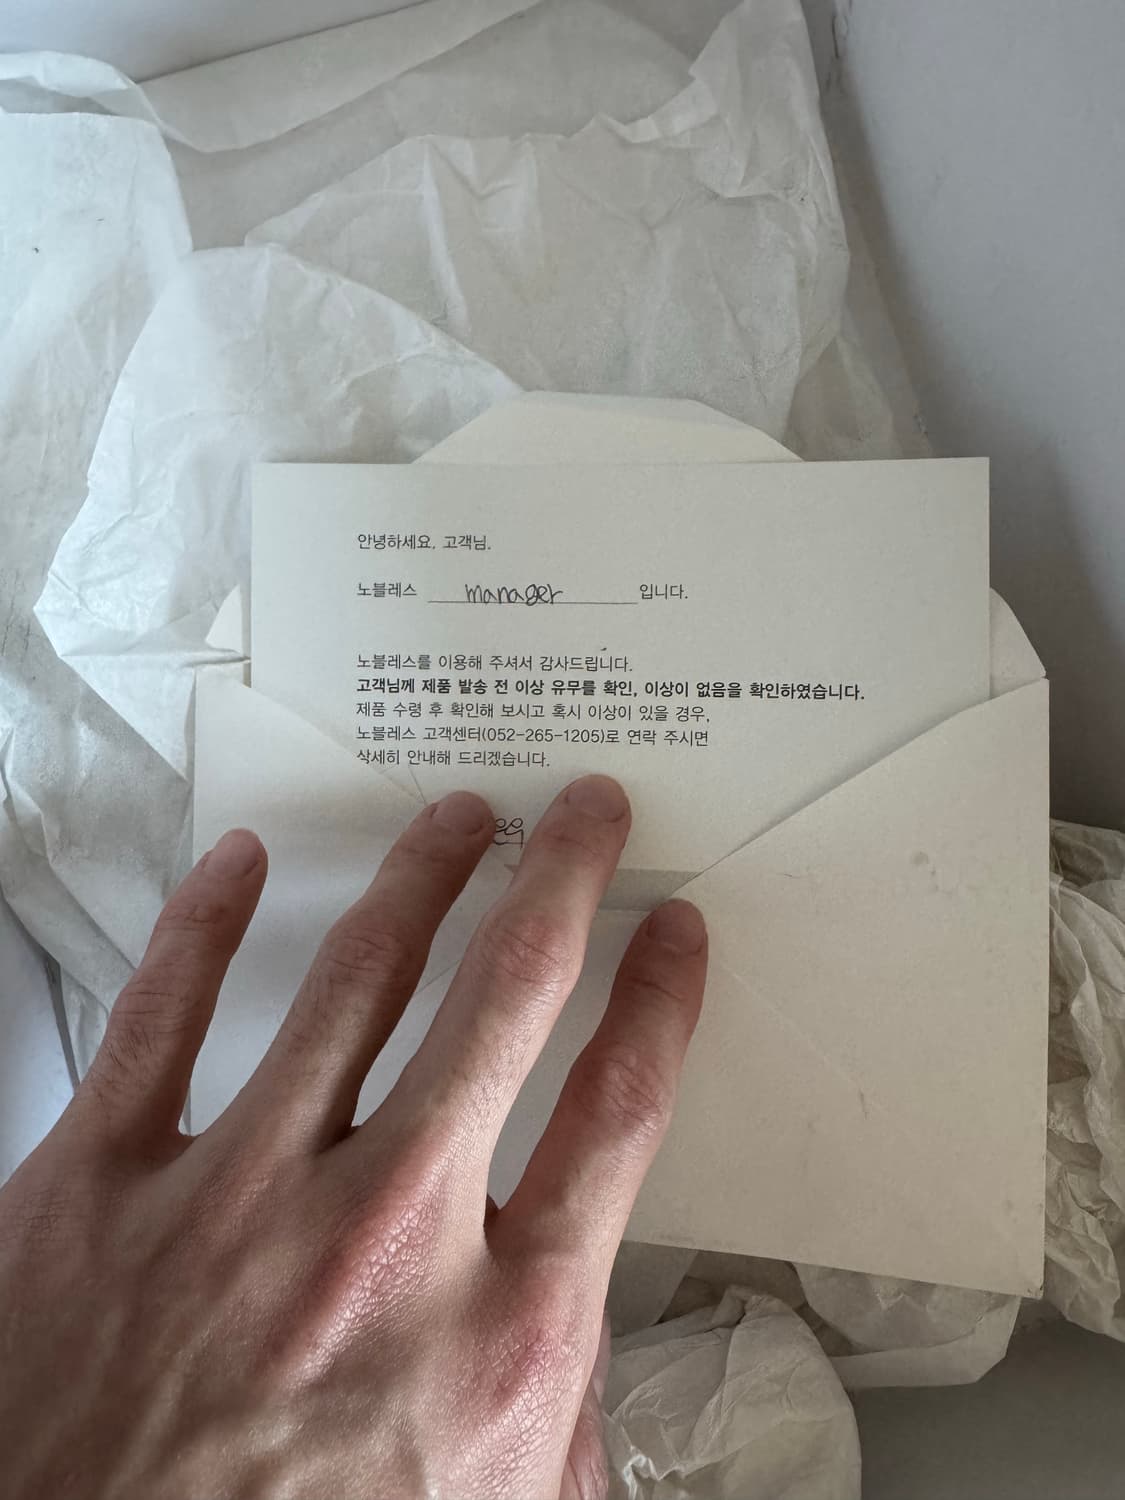 안녕하세요. 고객님.
노블레스 manager 입니다.
노블레스를 이용해 주셔서 감사드립니다.
고객님께 제품 발송 전 이상 유무를 확인, 이상이 없음을 확인하였습니다.
제품 수령 후 확인해 보시고 혹시 이상이 있을 경우,
노블레스 고객센터(052-265-1205)로 연락 주시면
상세히 안내해 드리겠습니다.